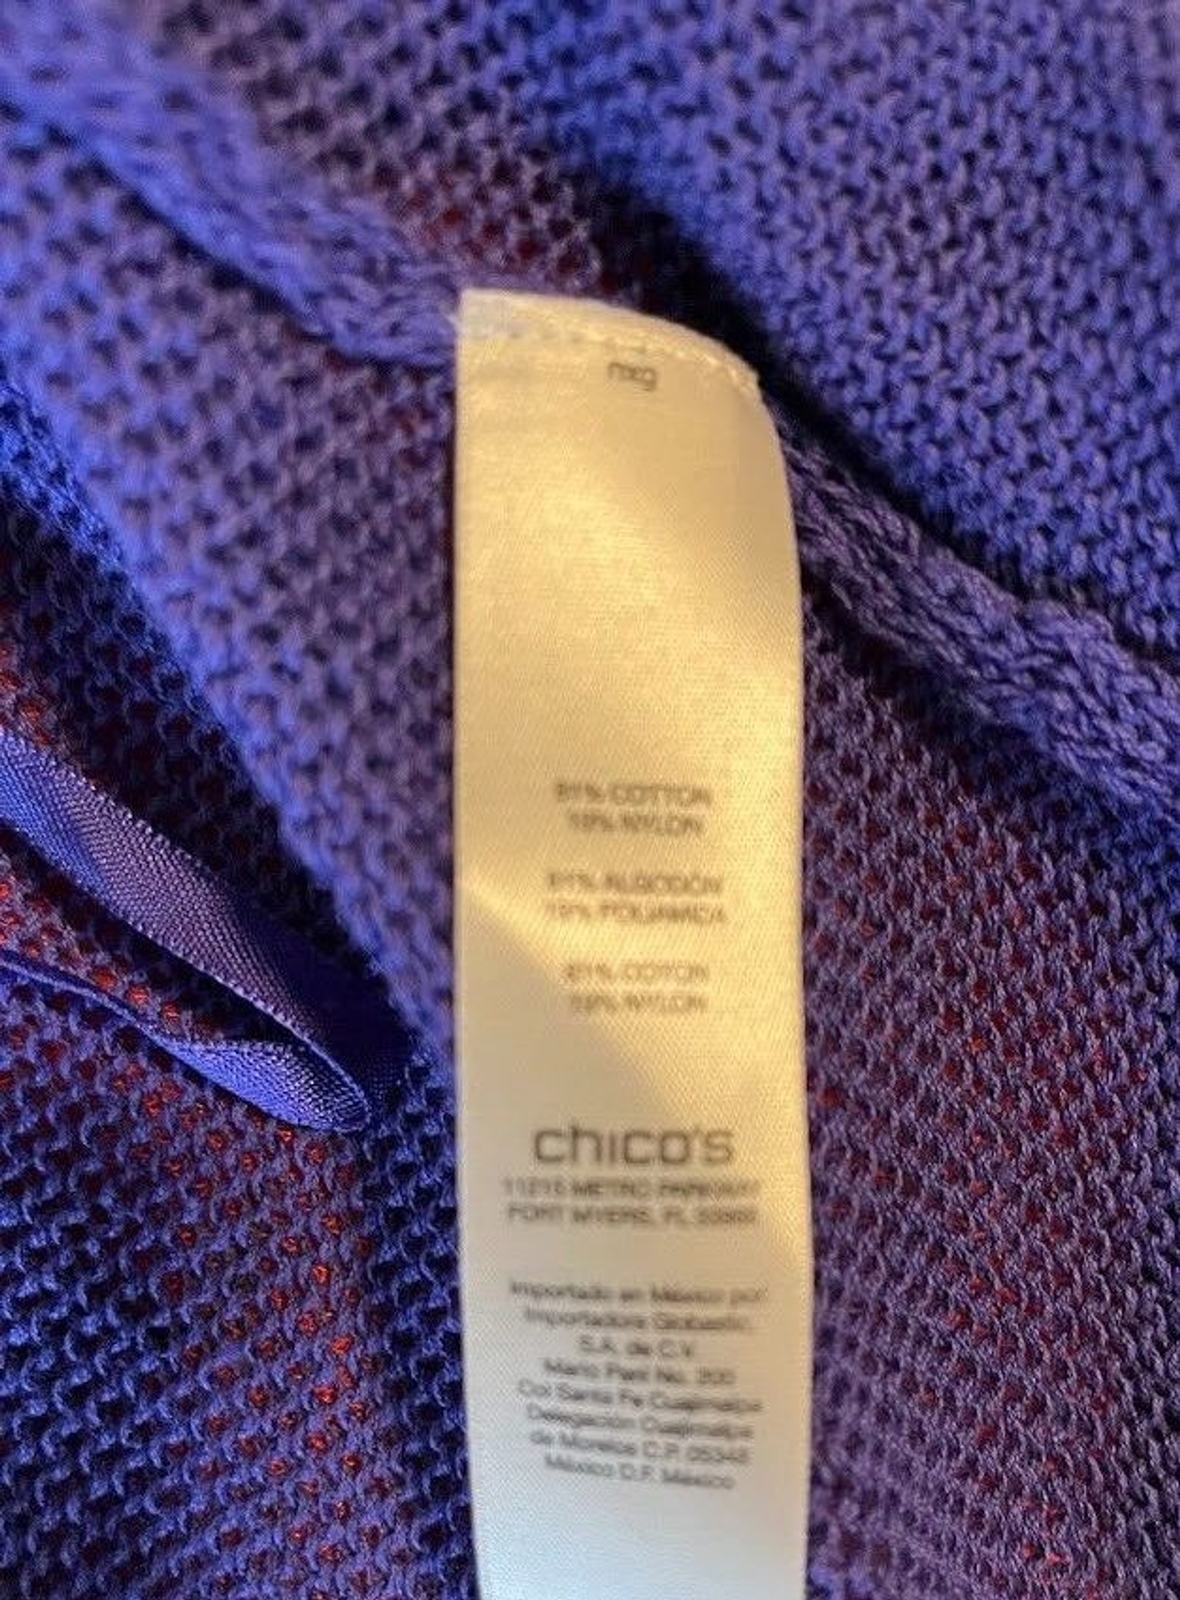 nxg
81% COTTON
19% NYLON
81% ALGODÓN
19% POLIAMIDA
81% COTON
19% NYLON
chico's
11215 METRO PARKWAY
FORT MYERS, FL
Importado en México por
Importadora
S.A. de C.V.
Mario Pani No. 200
Col Santa Fe Cuajimalpa
Delegación Cuajimalpa
de Morelos C.P. 05348
México D.F. México